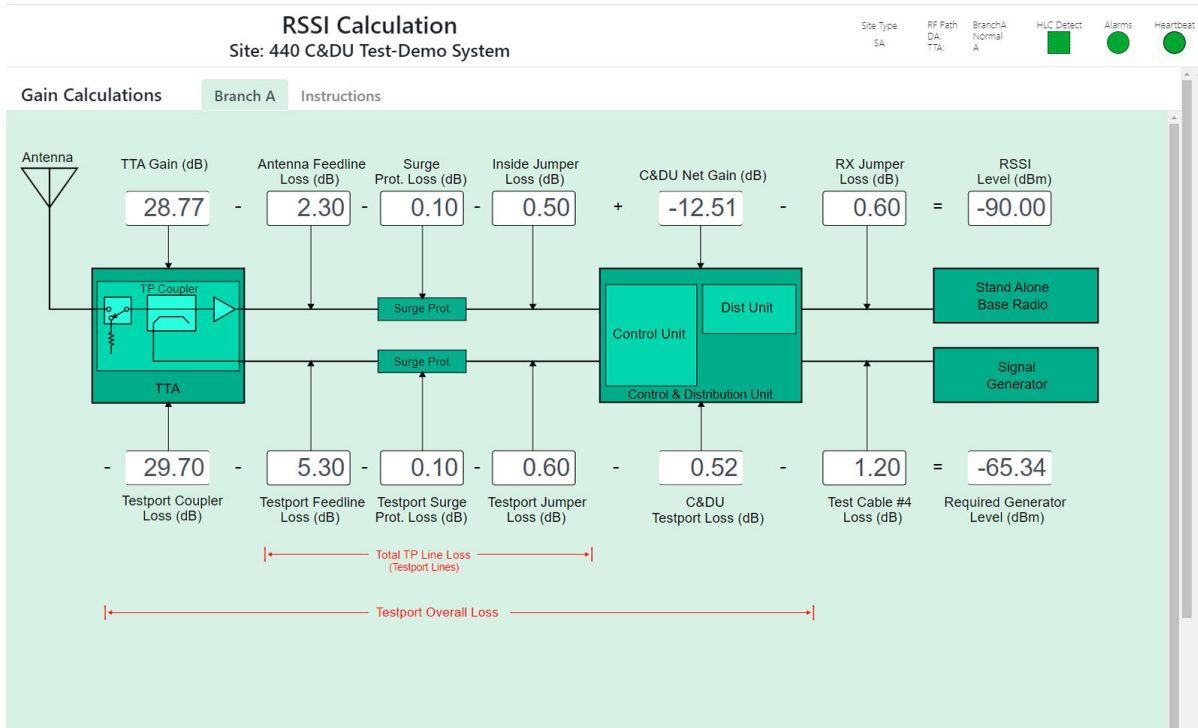 RSSI Calculation
Site: 440 C&DU Test-Demo System
Site Type
SA
RF Path BranchA
DA: Normal
TTA: A
HLC Detect
Alarms
Heartbeat
Gain Calculations
Branch A
Instructions
Antenna
TTA Gain (dB)
Antenna Feedline
Loss (dB)
Surge
Prot. Loss (dB)
Inside Jumper
Loss (dB)
C&DU Net Gain (dB)
RX Jumper
Loss (dB)
RSSI
Level (dBm)
28.77 - 2.30 - 0.10 - 0.50 + -12.51 - 0.60 = -90.00
TP Coupler
TTA
Surge Prot.
Surge Prot.
Control Unit
Dist Unit
Control & Distribution Unit
Stand Alone
Base Radio
Signal
Generator
- 29.70 - 5.30 - 0.10 - 0.60 - 0.52 - 1.20 = -65.34
Testport Coupler
Loss (dB)
Testport Feedline
Loss (dB)
Testport Surge
Prot. Loss (dB)
Testport Jumper
Loss (dB)
C&DU
Testport Loss (dB)
Test Cable #4
Loss (dB)
Required Generator
Level (dBm)
Total TP Line Loss
(Testport Lines)
Testport Overall Loss